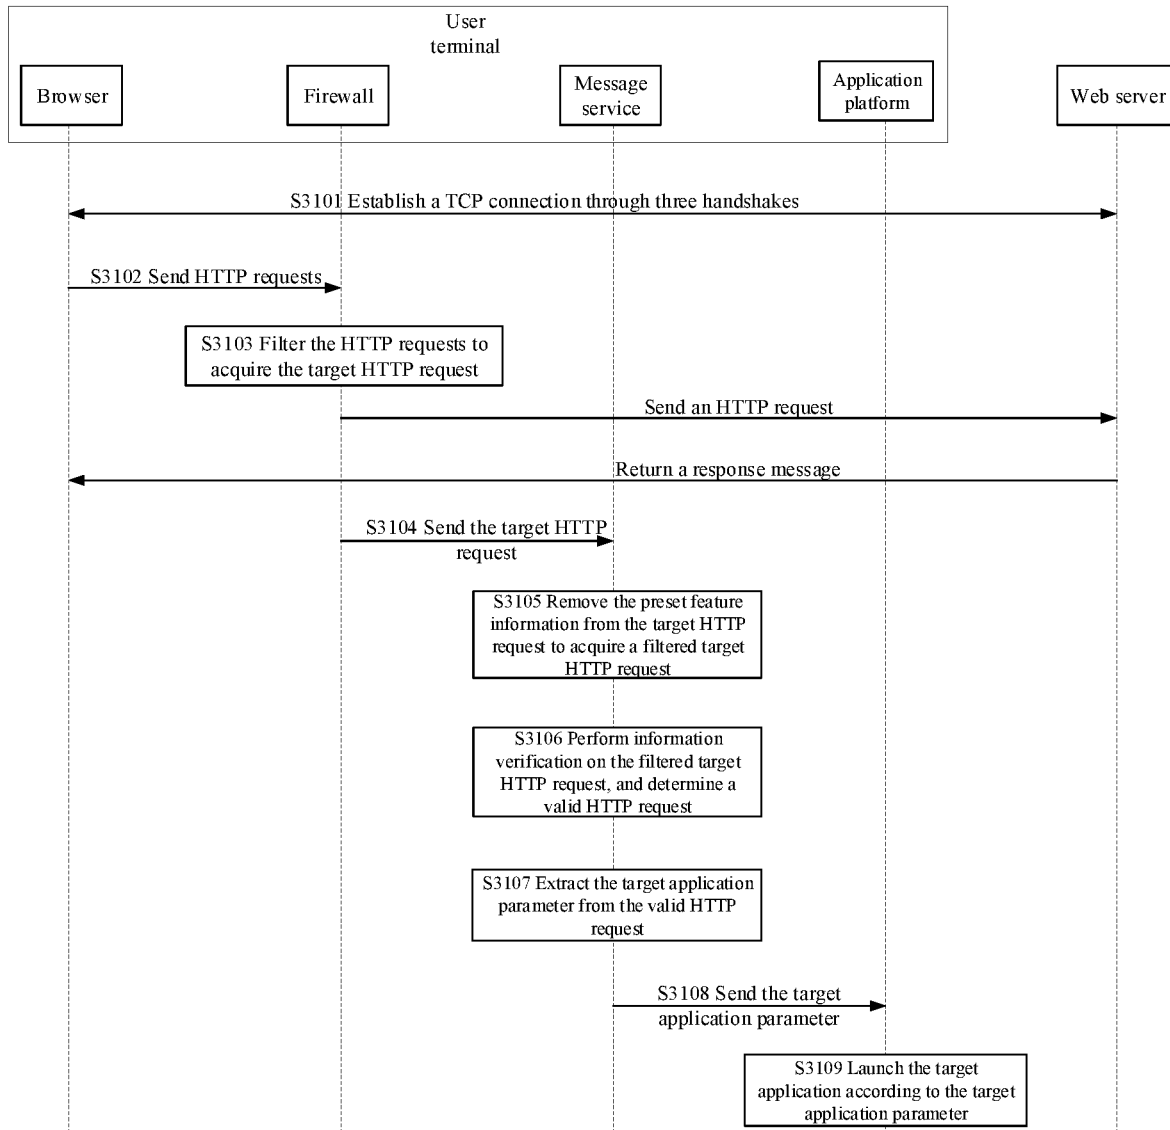 User
terminal
Browser
Firewall
Message
service
Application
platform
Web server
S3101 Establish a TCP connection through three handshakes
S3102 Send HTTP requests
S3103 Filter the HTTP requests to
acquire the target HTTP request
Send an HTTP request
Return a response message
S3104 Send the target HTTP
request
S3105 Remove the preset feature
information from the target HTTP
request to acquire a filtered target
HTTP request
S3106 Perform information
verification on the filtered target
HTTP request, and determine a
valid HTTP request
S3107 Extract the target application
parameter from the valid HTTP
request
S3108 Send the target
application parameter
S3109 Launch the target
application according to the target
application parameter